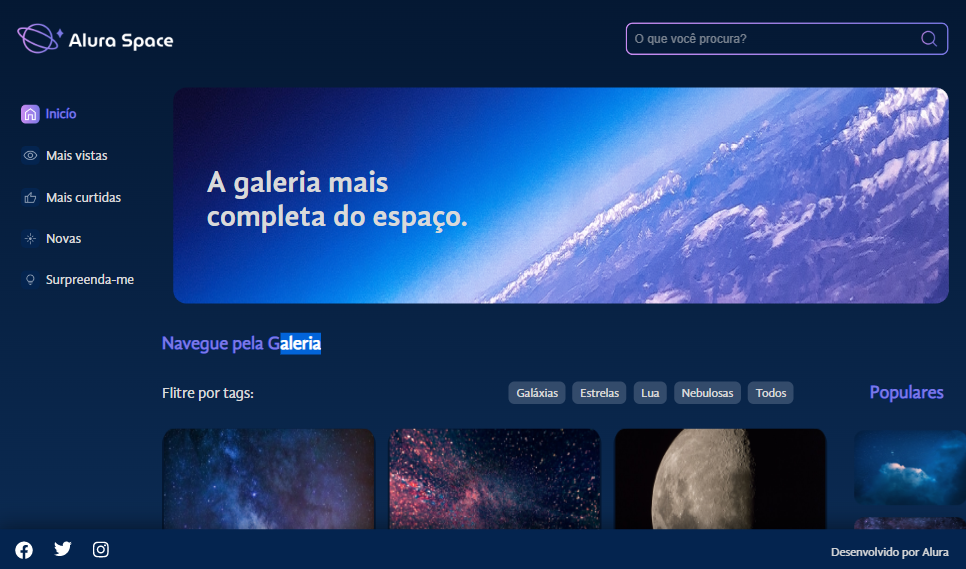 Alura Space
O que você procura?
Inicío
Mais vistas
Mais curtidas
Novas
Surpreenda-me
A galeria mais
completa do espaço.
Navegue pela Galeria
Flitre por tags:
Galáxias
Estrelas
Lua
Nebulosas
Todos
Populares
Desenvolvido por Alura